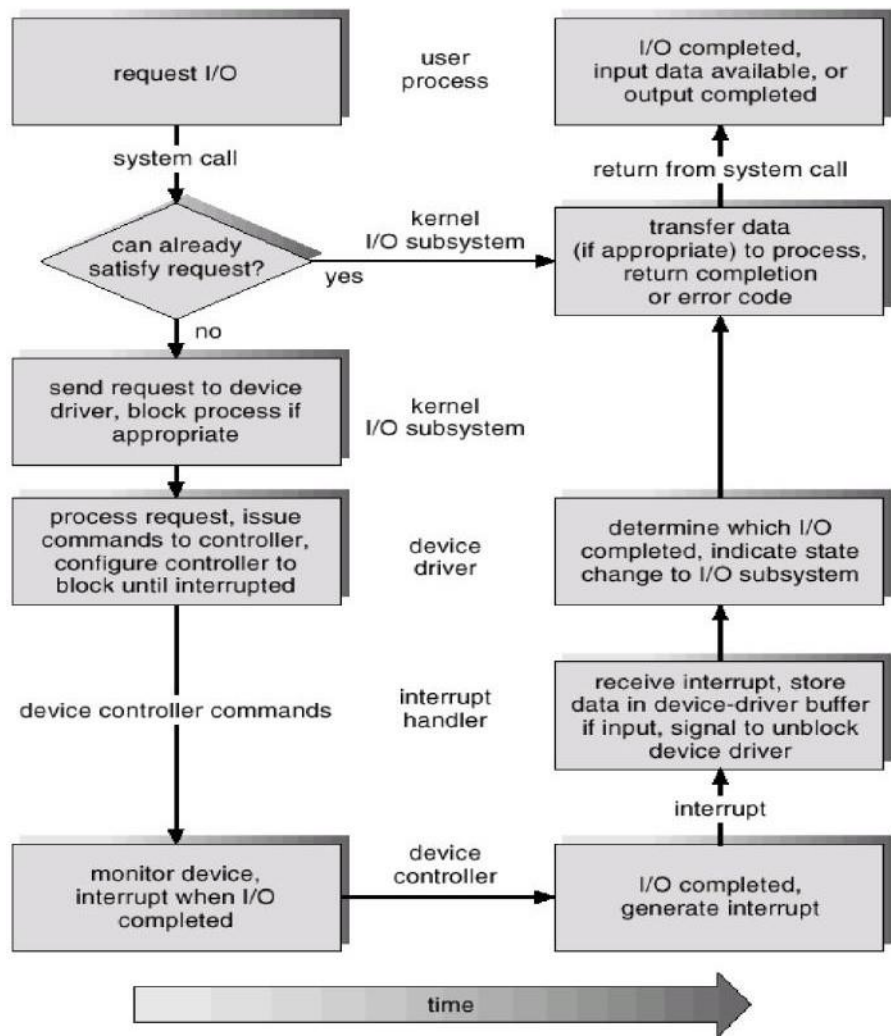 request I/O
user
process
I/O completed,
input data available, or
output completed
system call
return from system call
can already
satisfy request?
kernel
I/O subsystem
yes
transfer data
(if appropriate) to process,
return completion
or error code
no
send request to device
driver, block process if
appropriate
kernel
I/O subsystem
process request, issue
commands to controller,
configure controller to
block until interrupted
device
driver
determine which I/O
completed, indicate state
change to I/O subsystem
device controller commands
interrupt
handler
receive interrupt, store
data in device-driver buffer
if input, signal to unblock
device driver
interrupt
monitor device,
interrupt when I/O
completed
device
controller
I/O completed,
generate interrupt
time